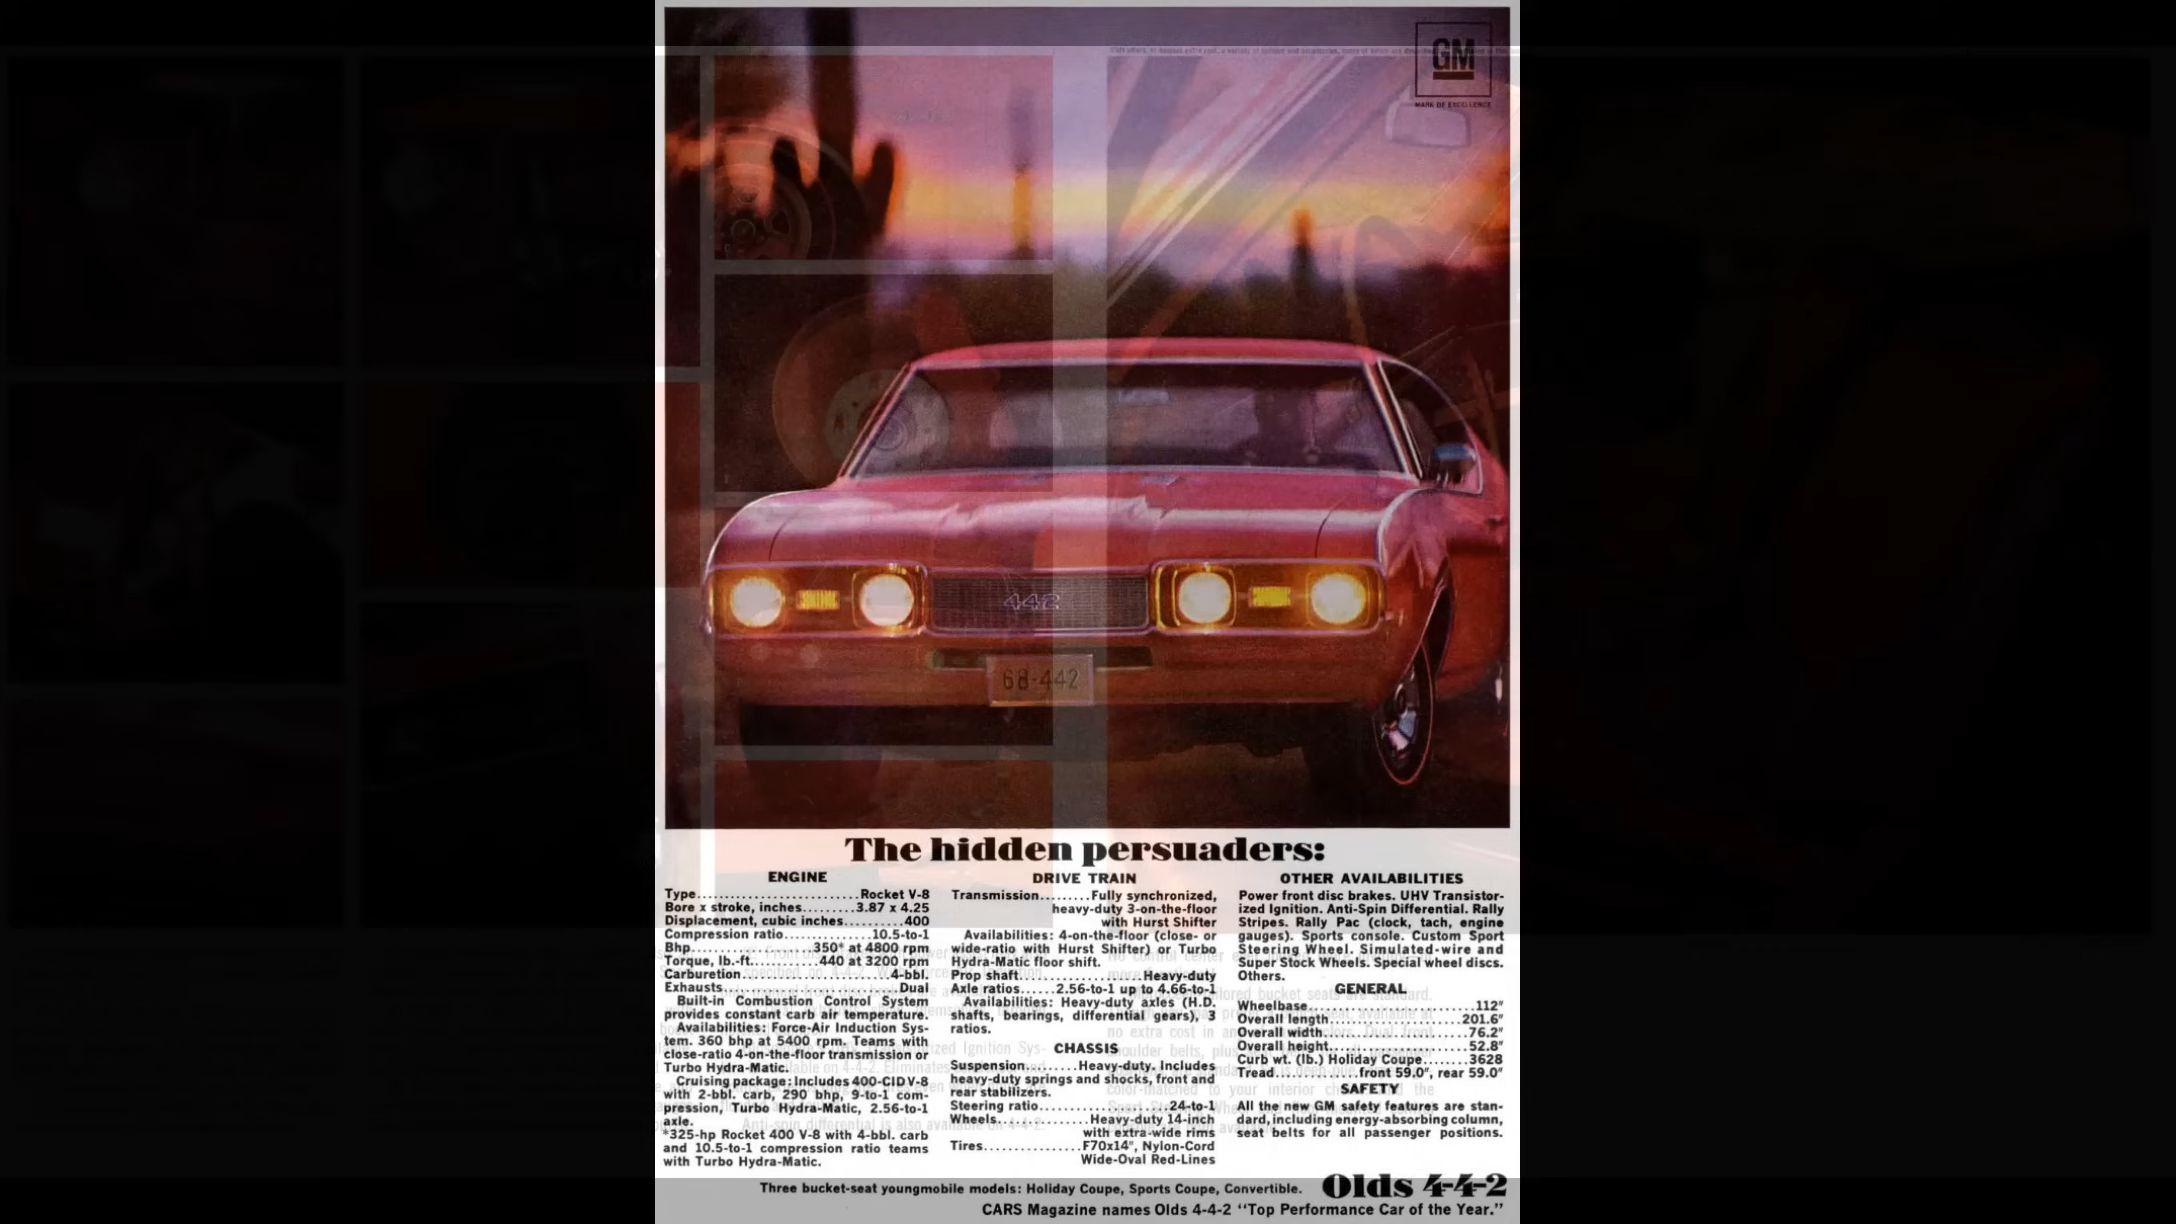 GM
MARK OF EXCELLENCE
442
68-442
The hidden persuaders:
ENGINE
Type............................Rocket V-8
Bore x stroke, inches.........3.87 x 4.25
Displacement, cubic inches..........400
Compression ratio...............10.5-to-1
Bhp.........................350* at 4800 rpm
Torque, lb.-ft............440 at 3200 rpm
Carburetion..........................4-bbl.
Exhausts..............................Dual
Built-in Combustion Control System
provides constant carb air temperature.
Availabilities: Force-Air Induction Sys-
tem. 360 bhp at 5400 rpm. Teams with
close-ratio 4-on-the-floor transmission or
Turbo Hydra-Matic.
Cruising package: Includes 400-CID V-8
with 2-bbl. carb, 290 bhp, 9-to-1 com-
pression, Turbo Hydra-Matic, 2.56-to-1
axle.
*325-hp Rocket 400 V-8 with 4-bbl. carb
and 10.5-to-1 compression ratio teams
with Turbo Hydra-Matic.
DRIVE TRAIN
Transmission.........Fully synchronized,
heavy-duty 3-on-the-floor
with Hurst Shifter
Availabilities: 4-on-the-floor (close- or
wide-ratio with Hurst Shifter) or Turbo
Hydra-Matic floor shift.
Prop shaft.....................Heavy-duty
Axle ratios......2.56-to-1 up to 4.66-to-1
Availabilities: Heavy-duty axles (H.D.
shafts, bearings, differential gears), 3
ratios.
CHASSIS
Suspension.........Heavy-duty. Includes
heavy-duty springs and shocks, front and
rear stabilizers.
Steering ratio.......................24-to-1
Wheels................Heavy-duty 14-inch
with extra-wide rims
Tires.................F70x14", Nylon-Cord
Wide-Oval Red-Lines
OTHER AVAILABILITIES
Power front disc brakes. UHV Transistor-
ized Ignition. Anti-Spin Differential. Rally
Stripes. Rally Pac (clock, tach, engine
gauges). Sports console. Custom Sport
Steering Wheel. Simulated-wire and
Super Stock Wheels. Special wheel discs.
Others.
GENERAL
Wheelbase.............................112"
Overall length.......................201.6"
Overall width.........................76.2"
Overall height........................52.8"
Curb wt. (lb.) Holiday Coupe.......3628
Tread..............front 59.0", rear 59.0"
SAFETY
All the new GM safety features are stan-
dard, including energy-absorbing column,
seat belts for all passenger positions.
Three bucket-seat youngmobile models: Holiday Coupe, Sports Coupe, Convertible. Olds 4-4-2
CARS Magazine names Olds 4-4-2 "Top Performance Car of the Year."